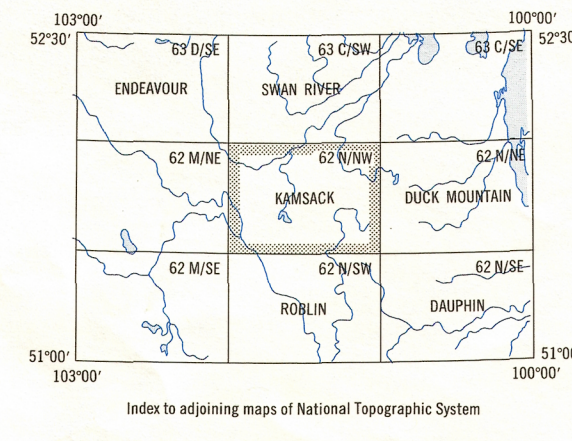 103°00'
100°00'
52°30'
63 D/SE
63 C/SW
63 C/SE
52°30'
ENDEAVOUR
SWAN RIVER
62 M/NE
62 N/NW
62 N/NE
KAMSACK
DUCK MOUNTAIN
62 M/SE
62 N/SW
62 N/SE
ROBLIN
DAUPHIN
51°00'
51°00
103°00'
100°00'
Index to adjoining maps of National Topographic System